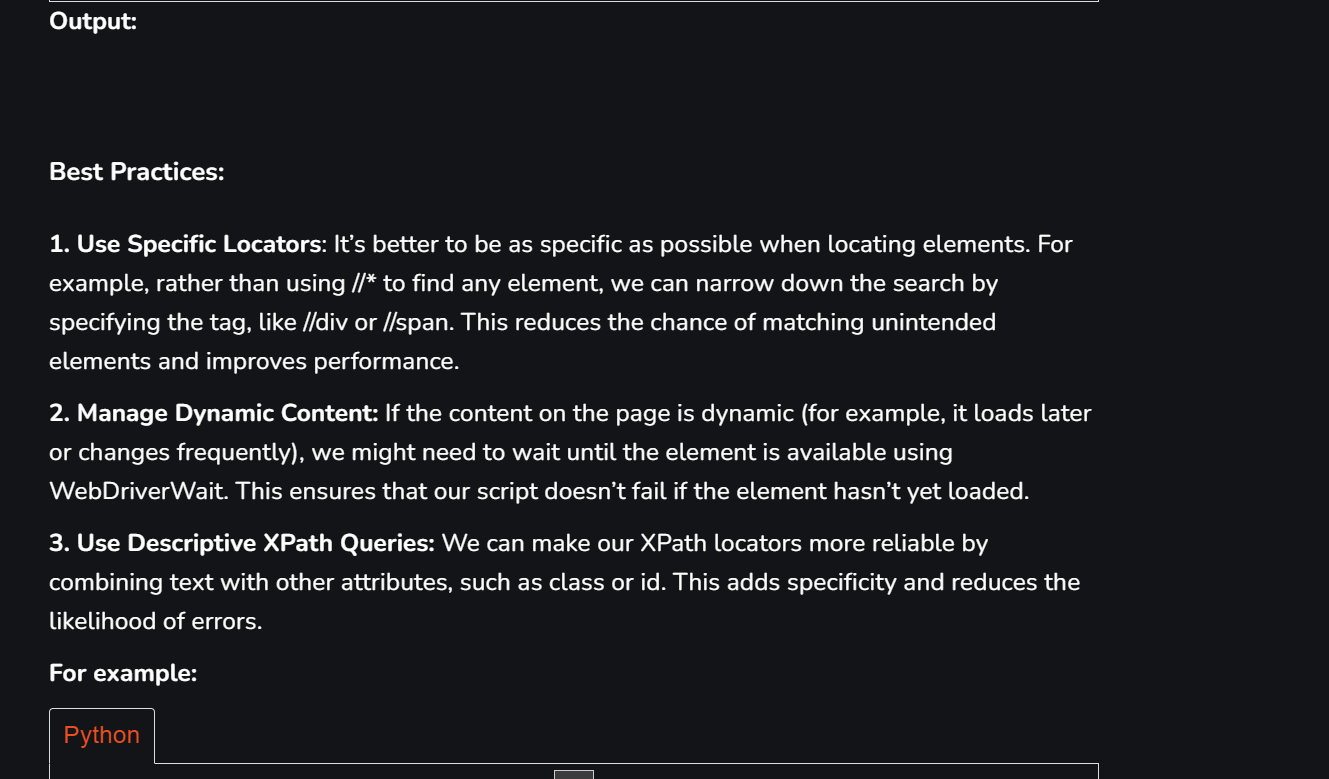 Output:
Best Practices:
1. Use Specific Locators: It’s better to be as specific as possible when locating elements. For
example, rather than using //* to find any element, we can narrow down the search by
specifying the tag, like //div or //span. This reduces the chance of matching unintended
elements and improves performance.
2. Manage Dynamic Content: If the content on the page is dynamic (for example, it loads later
or changes frequently), we might need to wait until the element is available using
WebDriverWait. This ensures that our script doesn’t fail if the element hasn’t yet loaded.
3. Use Descriptive XPath Queries: We can make our XPath locators more reliable by
combining text with other attributes, such as class or id. This adds specificity and reduces the
likelihood of errors.
For example:
Python